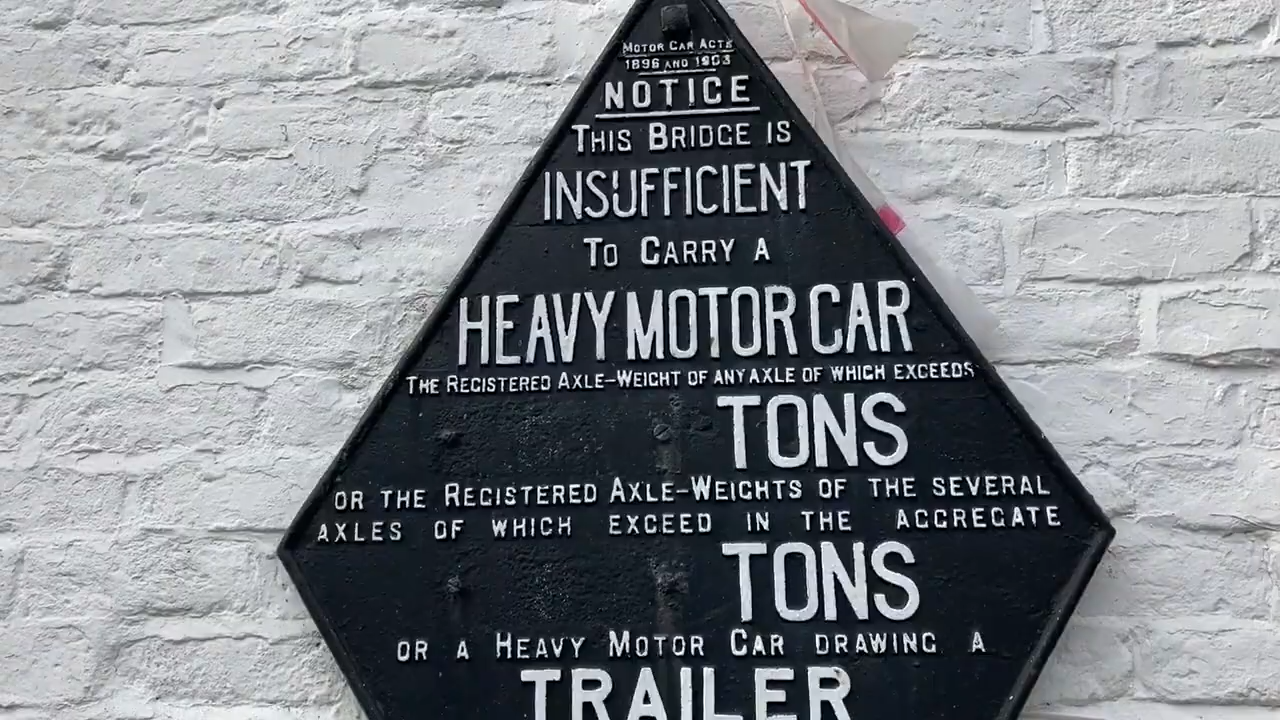 MOTOR CAR ACTS
1896 AND 1903
NOTICE
THIS BRIDGE IS
INSUFFICIENT
TO CARRY A
HEAVY MOTOR CAR
THE REGISTERED AXLE-WEIGHT OF ANY AXLE OF WHICH EXCEEDS
TONS
OR THE REGISTERED AXLE-WEIGHTS OF THE SEVERAL
AXLES OF WHICH EXCEED IN THE AGGREGATE
TONS
OR A HEAVY MOTOR CAR DRAWING A
TRAILER